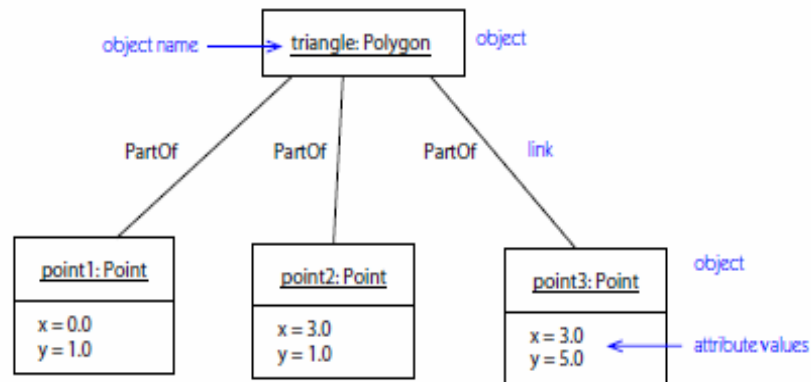 object name
triangle: Polygon
object
PartOf
PartOf
PartOf
link
point1: Point
x = 0.0
y = 1.0
point2: Point
x = 3.0
y = 1.0
point3: Point
x = 3.0
y = 5.0
object
attribute values